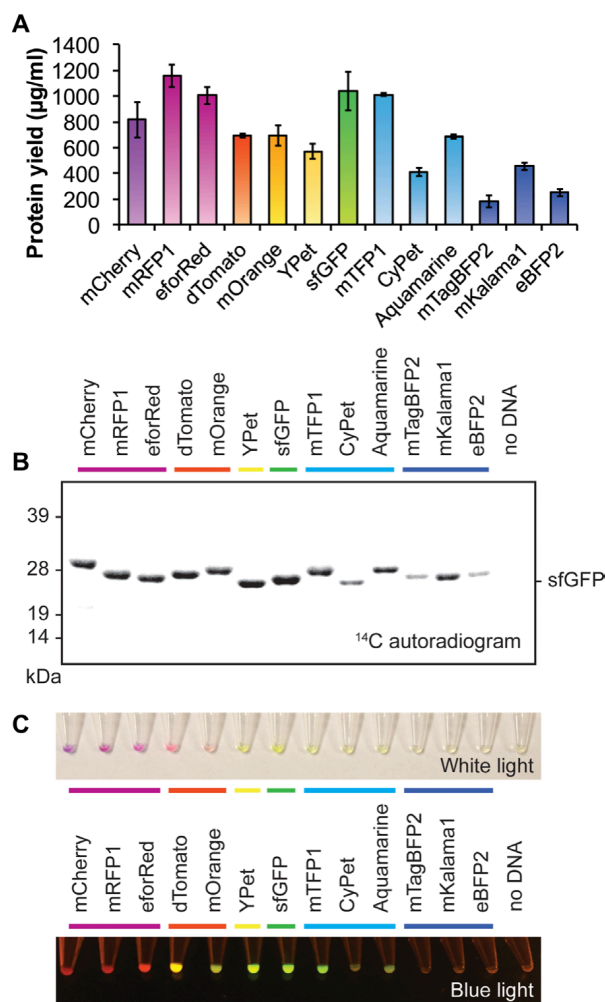 A
Protein yield (µg/ml)
1400
1200
1000
800
600
400
200
0
mCherry
mRFP1
eforRed
dTomato
mOrange
YPet
sfGFP
mTFP1
CyPet
Aquamarine
mTagBFP2
mKalama1
eBFP2
mCherry
mRFP1
eforRed
dTomato
mOrange
YPet
sfGFP
mTFP1
CyPet
Aquamarine
mTagBFP2
mKalama1
eBFP2
no DNA
B
39
28
19
14
kDa
sfGFP
14C autoradiogram
C
White light
mCherry
mRFP1
eforRed
dTomato
mOrange
YPet
sfGFP
mTFP1
CyPet
Aquamarine
mTagBFP2
mKalama1
eBFP2
no DNA
Blue light